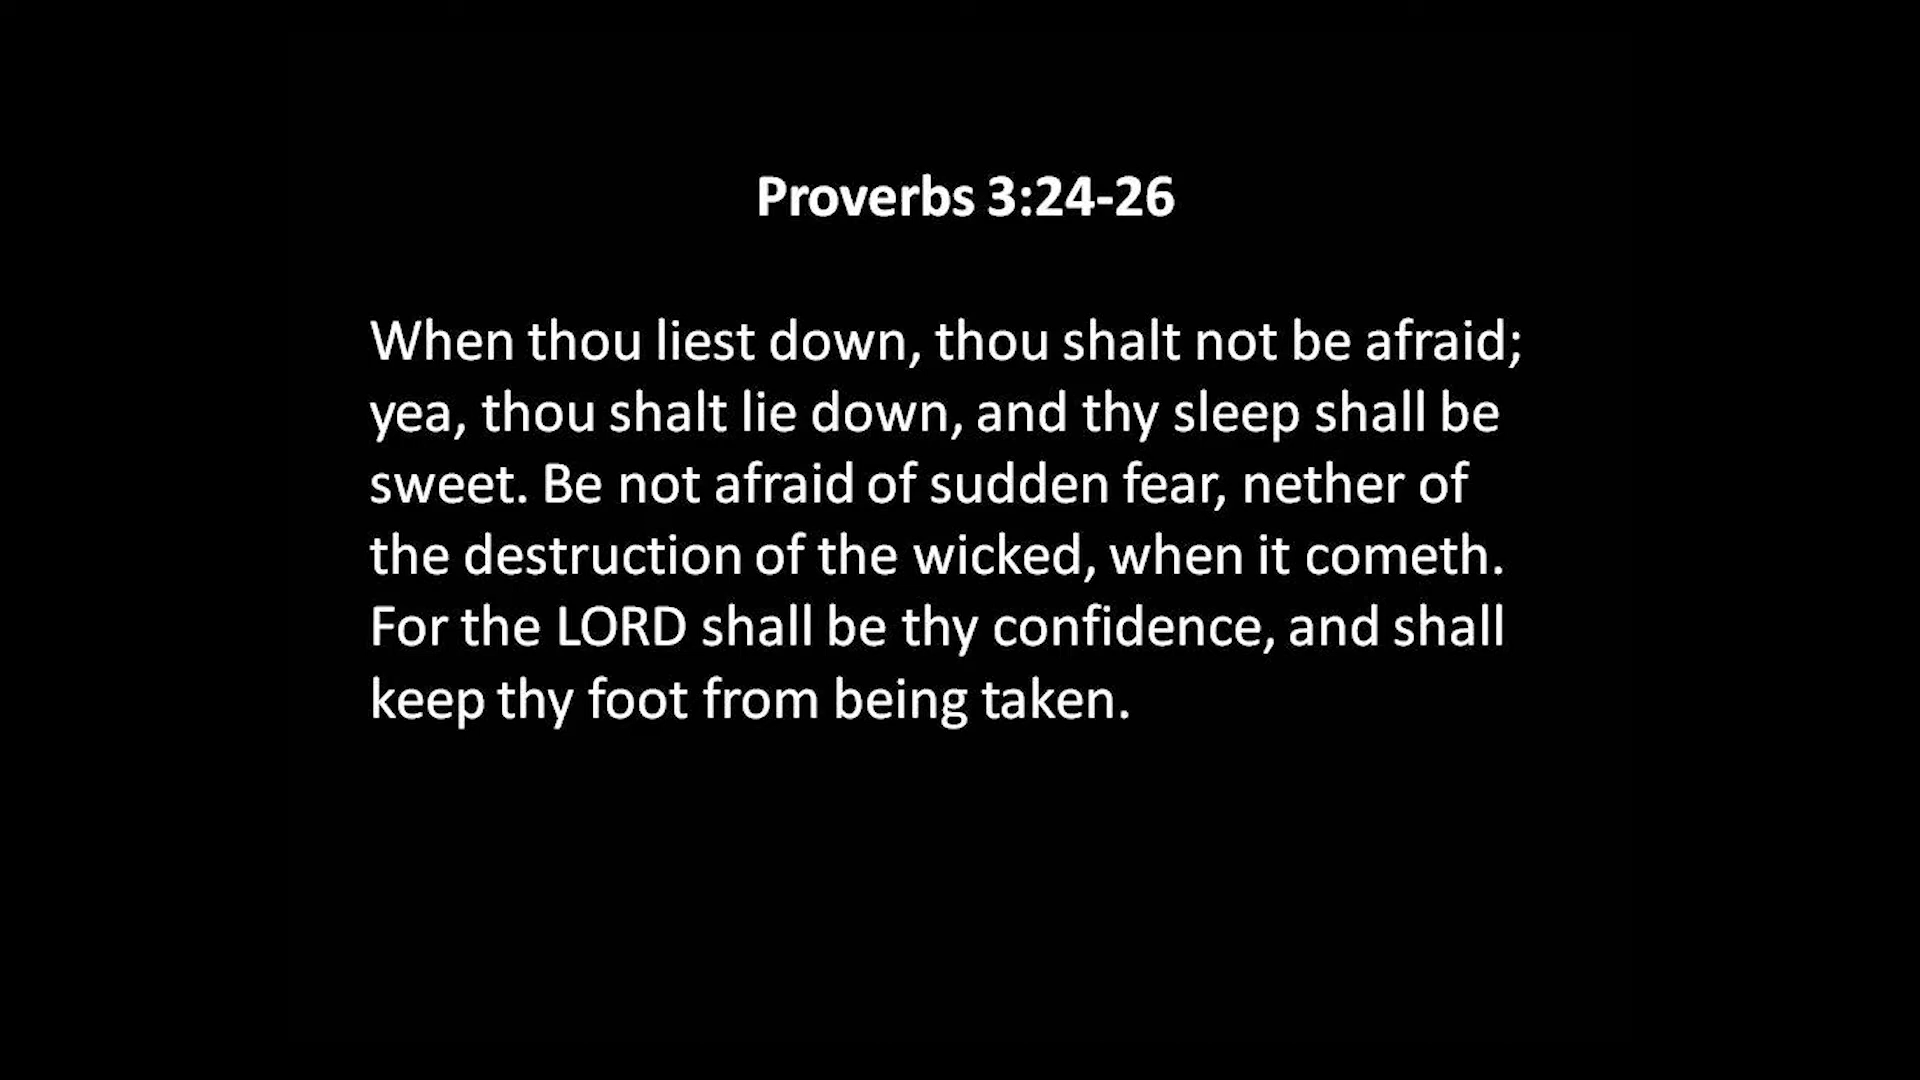 Proverbs 3:24-26
When thou liest down, thou shalt not be afraid;
yea, thou shalt lie down, and thy sleep shall be
sweet. Be not afraid of sudden fear, nether of
the destruction of the wicked, when it cometh.
For the LORD shall be thy confidence, and shall
keep thy foot from being taken.